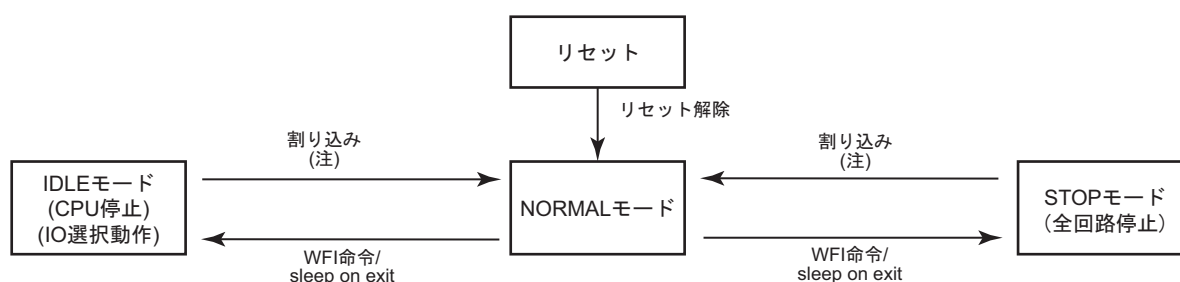 リセット
リセット解除
割り込み
(注)
割り込み
(注)
IDLEモード
(CPU停止)
(IO選択動作)
NORMALモード
STOPモード
(全回路停止)
WFI命令/
sleep on exit
WFI命令/
sleep on exit